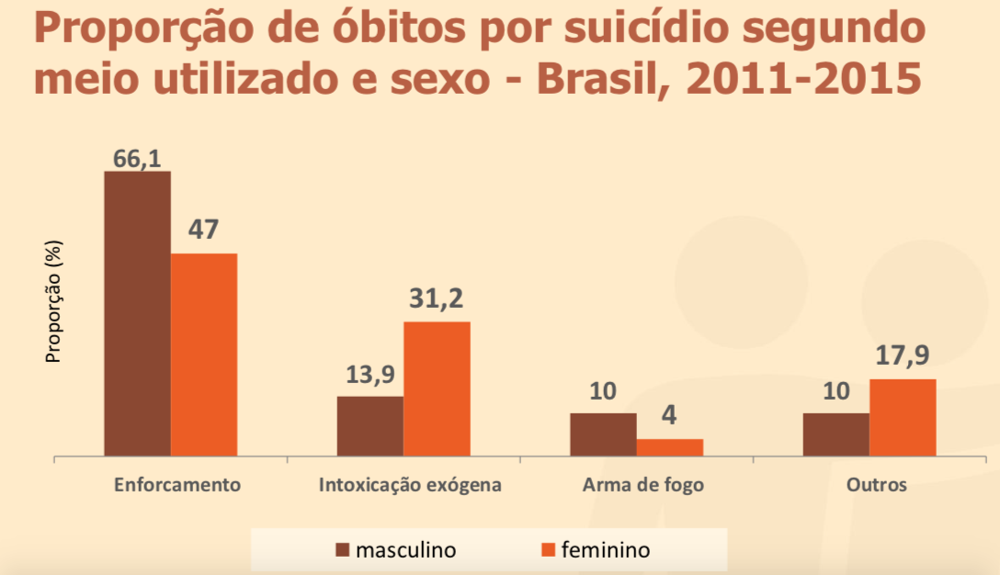 Proporção de óbitos por suicídio segundo
meio utilizado e sexo - Brasil, 2011-2015
Proporção (%)
66,1
47
13,9
31,2
10
4
10
17,9
Enforcamento
Intoxicação exógena
Arma de fogo
Outros
masculino
feminino